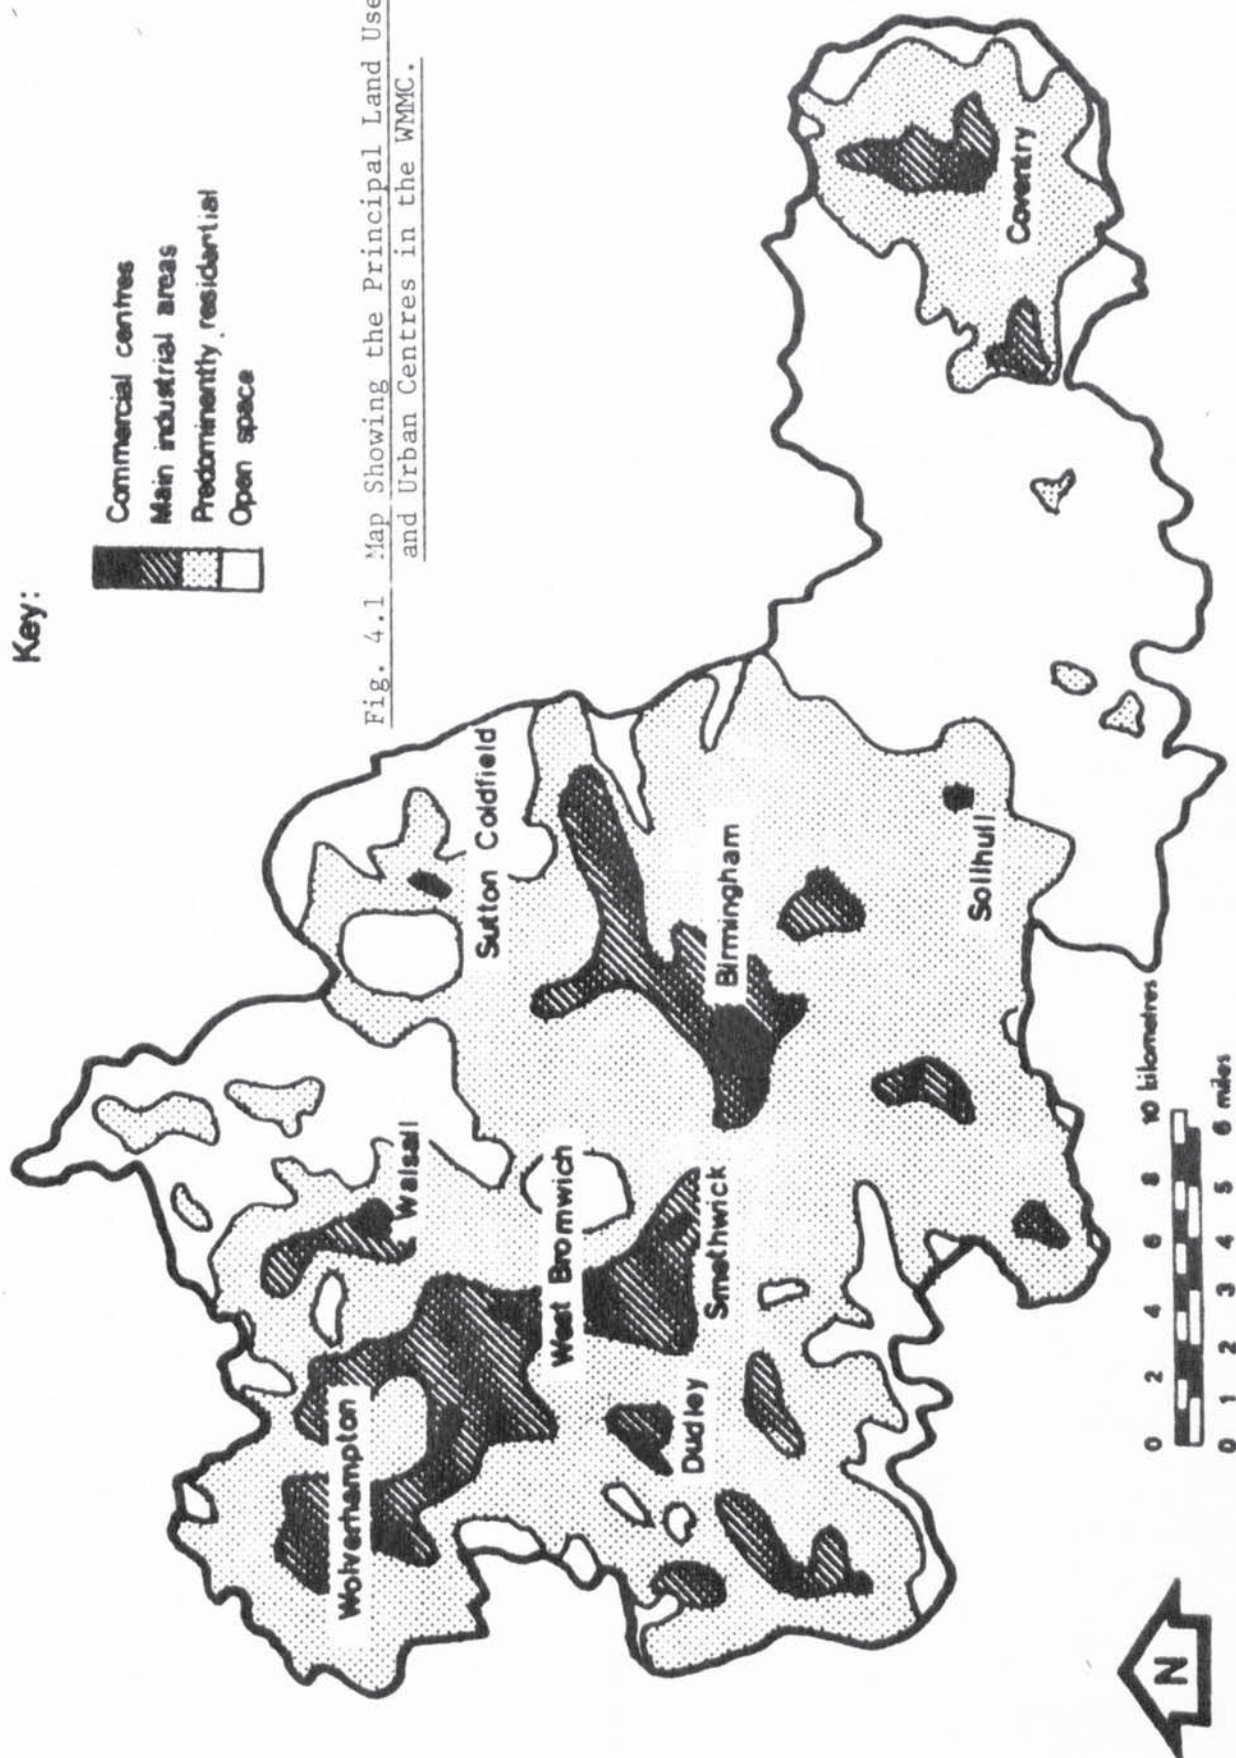 Key:
Commercial centres
Main industrial areas
Predominently residential
Open space
Fig. 4.1 Map Showing the Principal Land Use
and Urban Centres in the WMMC.
Wolverhampton
Walsall
Sutton Coldfield
West Bromwich
Dudley
Smethwick
Birmingham
Sollhull
Coventry
N
0 2 4 6 8 10 kilometres
0 1 2 3 4 5 6 miles